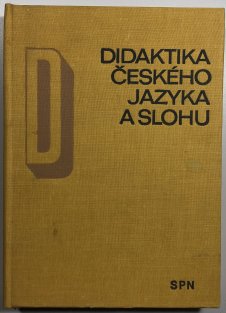 DIDAKTIKA
ČESKÉHO
JAZYKA
A SLOHU
D
SPN